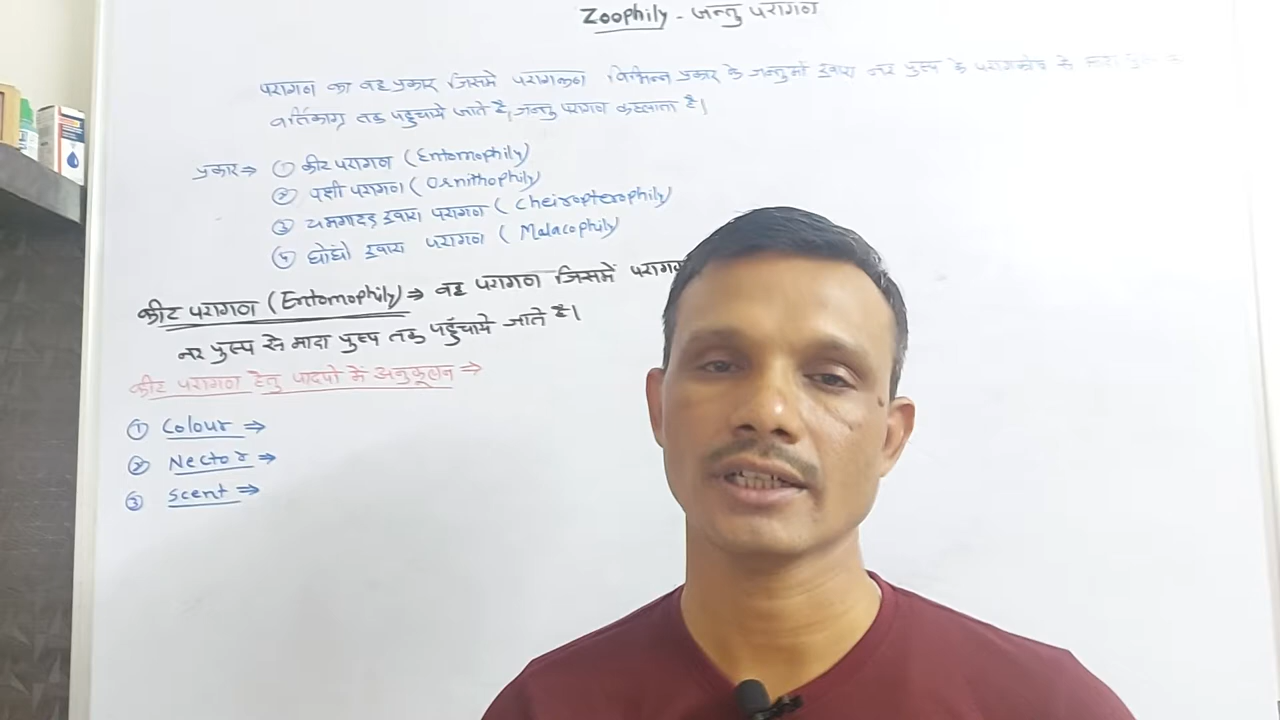 Zoophily - जन्तु परागण
परागण का वह प्रकार जिसमे परागकण विभिन्न प्रकार के जन्तुओं द्वारा नर पुष्प के परागकोष से
वर्तिकाग्र तक पहुचाये जाते है, जन्तु परागण कहलाता है।
प्रकार ⇒ ① कीट परागण (Entomophily)
② पक्षी परागण (Ornithophily)
③ चमगादड़ द्वारा परागण (Cheiropterophily)
④ घोंघों द्वारा परागण (Malacophily)
कीट परागण (Entomophily) ⇒ वह परागण जिसमें
नर पुष्प से मादा पुष्प तक पहुँचाये जाते है।
कीट परागण हेतु पादपो में अनुकूलन ⇒
① Colour ⇒
② Nector ⇒
③ Scent ⇒